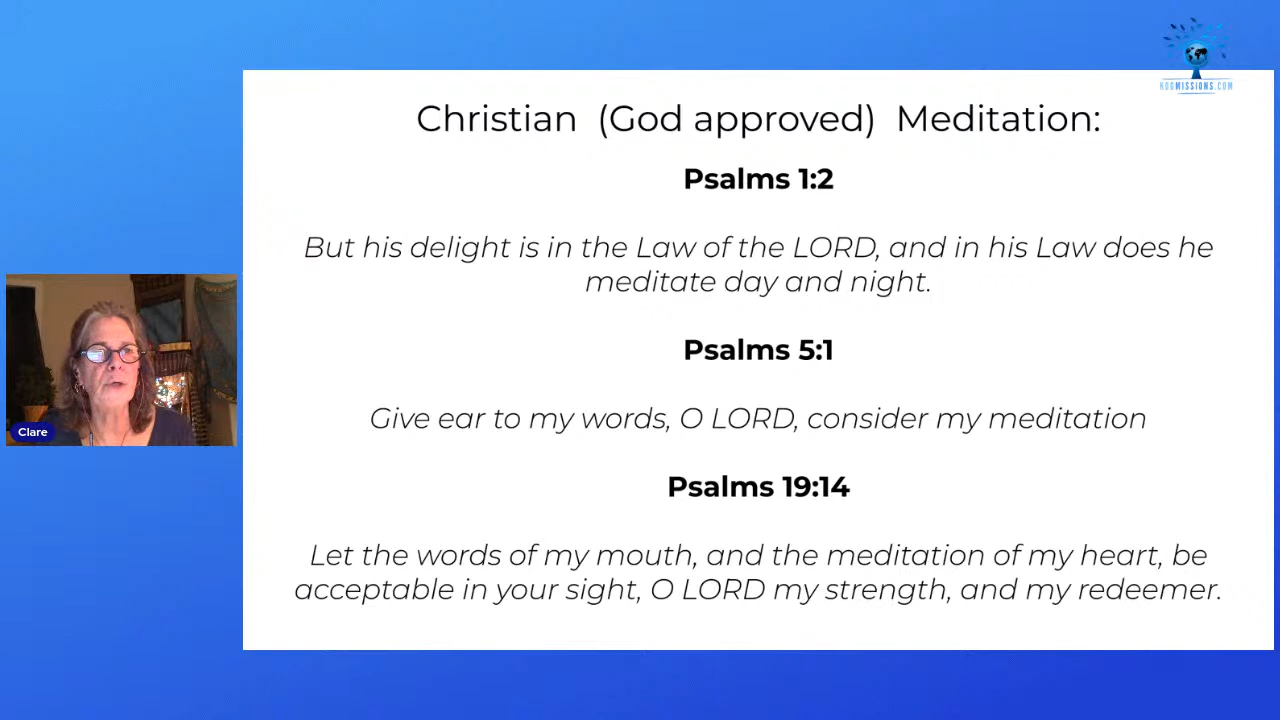 KOGMISSIONS.COM
Christian (God approved) Meditation:
Psalms 1:2
But his delight is in the Law of the LORD, and in his Law does he
meditate day and night.
Psalms 5:1
Give ear to my words, O LORD, consider my meditation
Psalms 19:14
Let the words of my mouth, and the meditation of my heart, be
acceptable in your sight, O LORD my strength, and my redeemer.
Clare